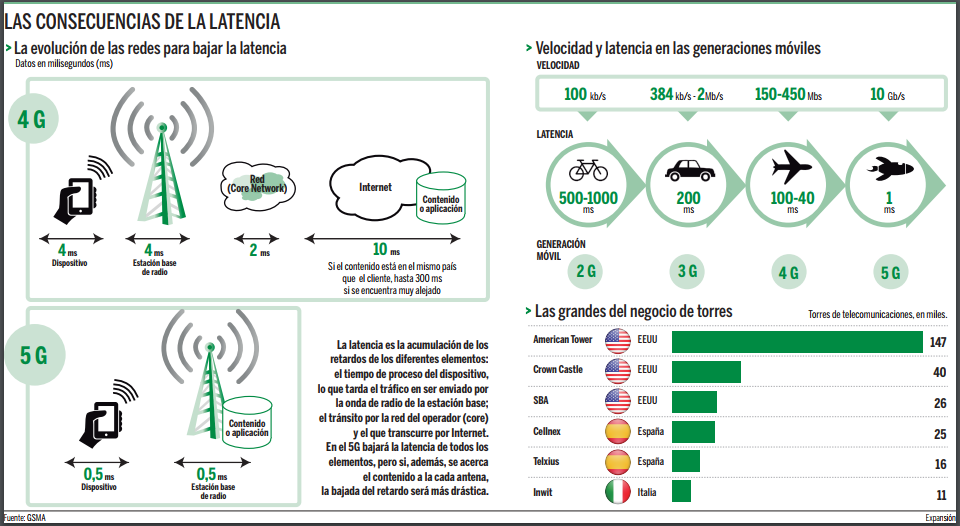 LAS CONSECUENCIAS DE LA LATENCIA
> La evolución de las redes para bajar la latencia
Datos en milisegundos (ms)
4 G
Red
(Core Network)
Internet
Contenido
o aplicación
4 ms
Dispositivo
4 ms
Estación base
de radio
2 ms
10 ms
Si el contenido está en el mismo país
que el cliente, hasta 300 ms
si se encuentra muy alejado
5 G
Contenido
o aplicación
0,5 ms
Dispositivo
0,5 ms
Estación base
de radio
La latencia es la acumulación de los
retardos de los diferentes elementos:
el tiempo de proceso del dispositivo,
lo que tarda el tráfico en ser enviado por
la onda de radio de la estación base;
el tránsito por la red del operador (core)
y el que transcurre por Internet.
En el 5G bajará la latencia de todos los
elementos, pero si, además, se acerca
el contenido a la cada antena,
la bajada del retardo será más drástica.
> Velocidad y latencia en las generaciones móviles
VELOCIDAD
100 kb/s
384 kb/s - 2Mb/s
150-450 Mbs
10 Gb/s
LATENCIA
500-1000
ms
200
ms
100-40
ms
1
ms
GENERACIÓN
MÓVIL
2 G
3 G
4 G
5 G
> Las grandes del negocio de torres
Torres de telecomunicaciones, en miles.
American Tower EEUU 147
Crown Castle EEUU 40
SBA EEUU 26
Cellnex España 25
Telxius España 16
Inwit Italia 11
Fuente: GSMA
Expansión